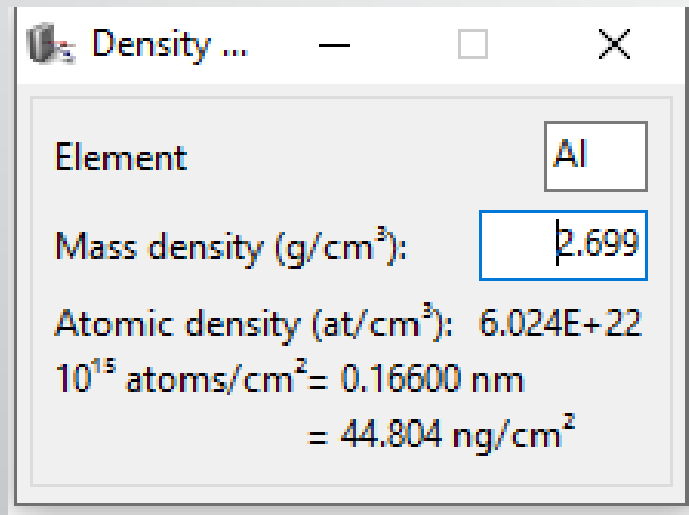 Density ...
Element Al
Mass density (g/cm³): 2.699
Atomic density (at/cm³): 6.024E+22
10¹⁵ atoms/cm²= 0.16600 nm
= 44.804 ng/cm²